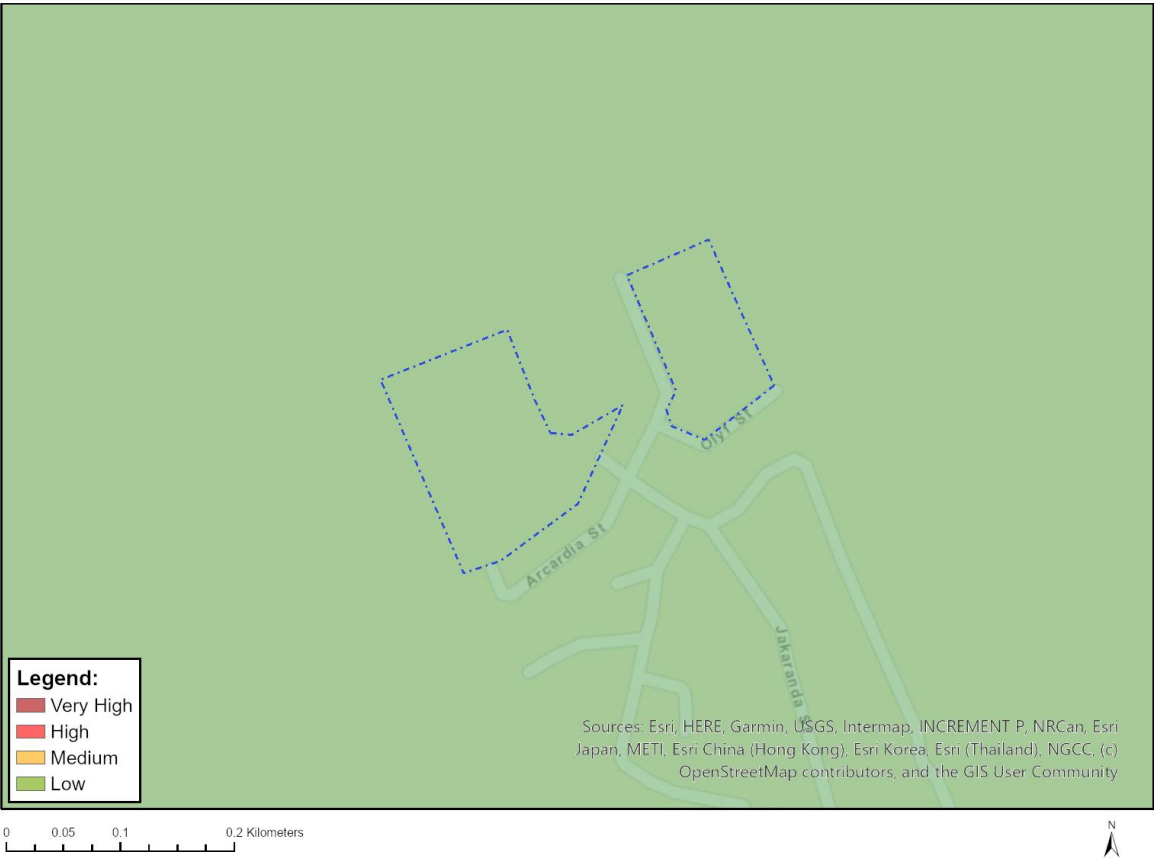 Olyf St
Arcardia St
Jakaranda S
Legend:
Very High
High
Medium
Low
Sources: Esri, HERE, Garmin, USGS, Intermap, INCREMENT P, NRCan, Esri
Japan, METI, Esri China (Hong Kong), Esri Korea, Esri (Thailand), NGCC, (c)
OpenStreetMap contributors, and the GIS User Community
0 0.05 0.1 0.2 Kilometers
N